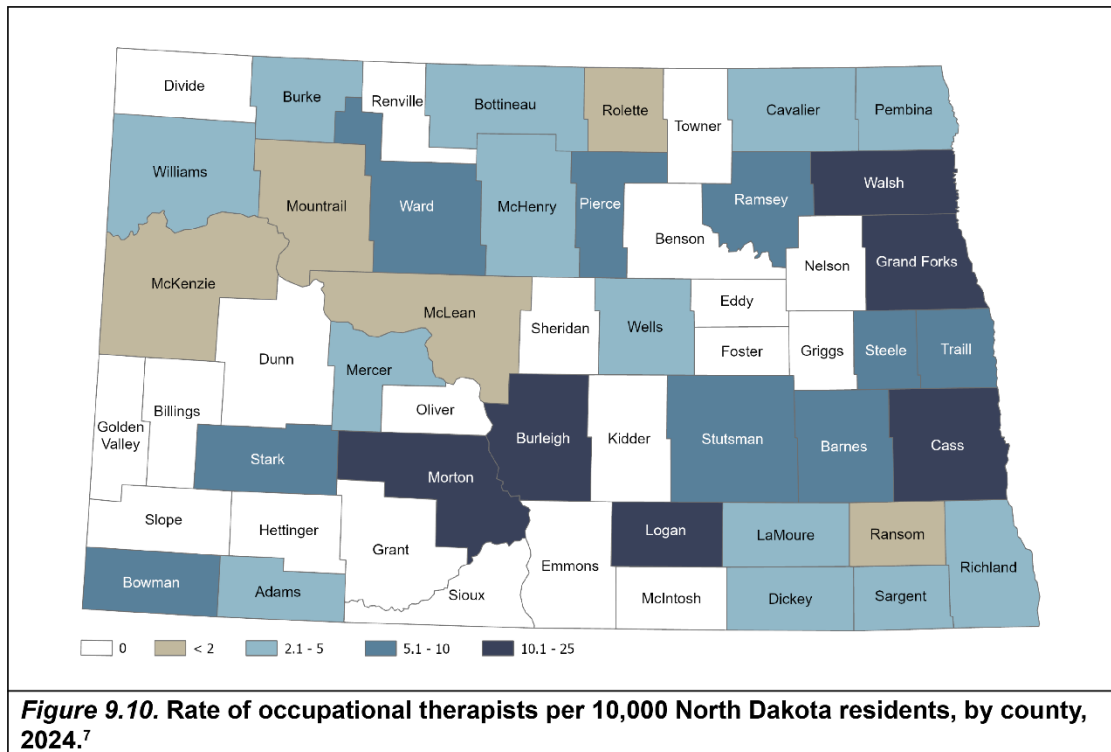 Divide
Burke
Renville
Bottineau
Rolette
Towner
Cavalier
Pembina
Williams
Mountrail
Ward
McHenry
Pierce
Benson
Ramsey
Walsh
McKenzie
McLean
Sheridan
Wells
Eddy
Nelson
Grand Forks
Foster
Griggs
Steele
Traill
Dunn
Mercer
Oliver
Golden
Valley
Billings
Stark
Morton
Burleigh
Kidder
Stutsman
Barnes
Cass
Slope
Hettinger
Grant
Emmons
Logan
LaMoure
Ransom
Richland
Bowman
Adams
Sioux
McIntosh
Dickey
Sargent
0 < 2 2.1 - 5 5.1 - 10 10.1 - 25
Figure 9.10. Rate of occupational therapists per 10,000 North Dakota residents, by county,
2024.7